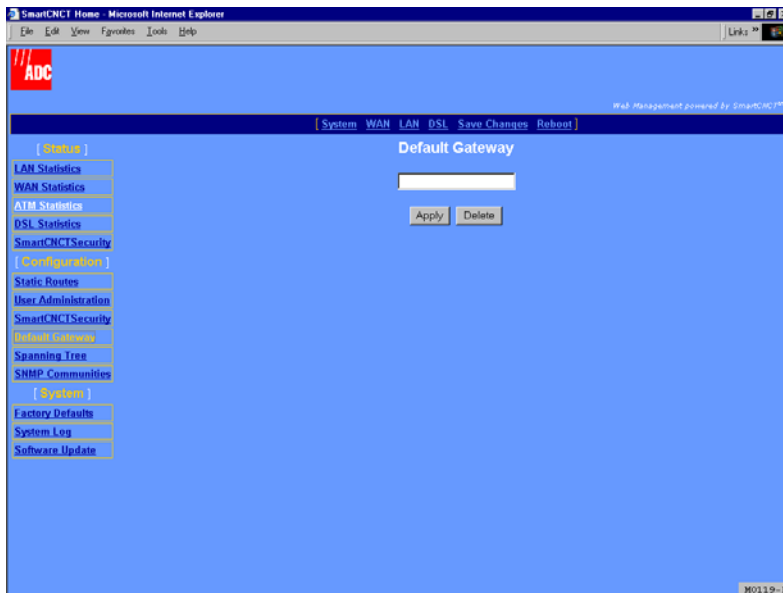 SmartCNCT Home - Microsoft Internet Explorer
File Edit View Favorites Tools Help
Links »
ADC
Web Management powered by SmartCNCT™
[ System WAN LAN DSL Save Changes Reboot ]
[ Status ]
LAN Statistics
WAN Statistics
ATM Statistics
DSL Statistics
SmartCNCTSecurity
[ Configuration ]
Static Routes
User Administration
SmartCNCTSecurity
Default Gateway
Spanning Tree
SNMP Communities
[ System ]
Factory Defaults
System Log
Software Update
Default Gateway
Apply Delete
M0119-